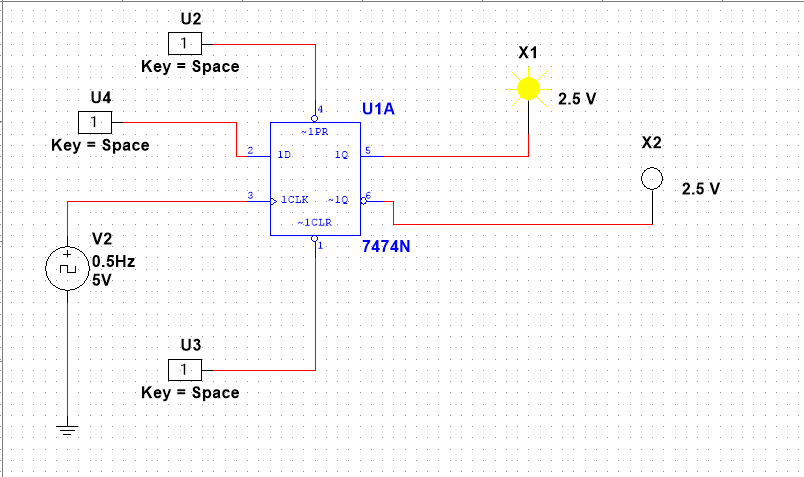 U2
1
Key = Space
U4
1
Key = Space
X1
2.5 V
X2
2.5 V
U1A
4
~1PR
2
1D
1Q
5
3
1CLK
~1Q
6
~1CLR
1
7474N
V2
0.5Hz
5V
U3
1
Key = Space